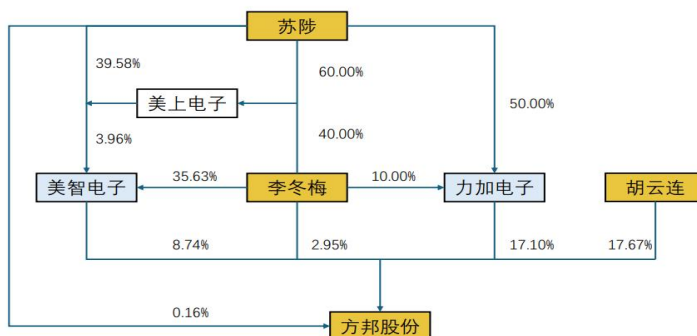 苏陟
39.58%
60.00%
美上电子
50.00%
3.96%
40.00%
美智电子
35.63%
李冬梅
10.00%
力加电子
胡云连
8.74%
2.95%
17.10%
17.67%
0.16%
方邦股份